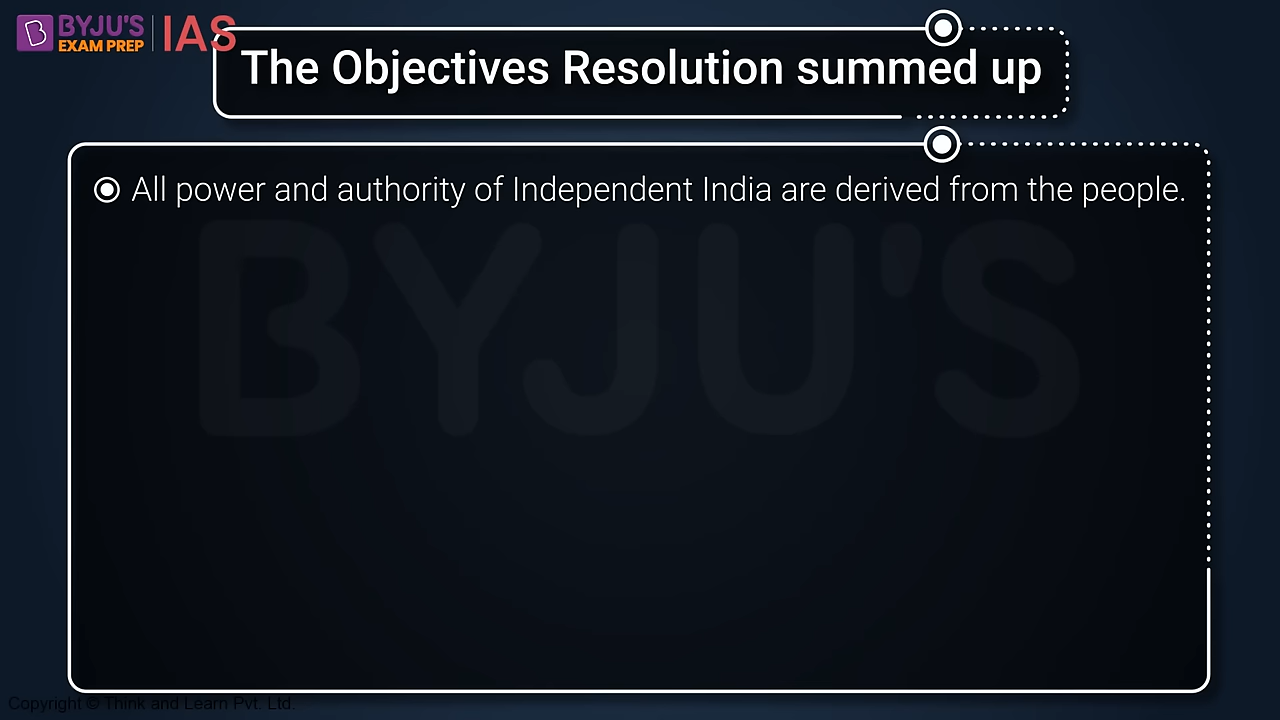 BYJU'S
EXAM PREP
IAS
The Objectives Resolution summed up
All power and authority of Independent India are derived from the people.
BYJU'S
Copyright © Think and Learn Pvt. Ltd.